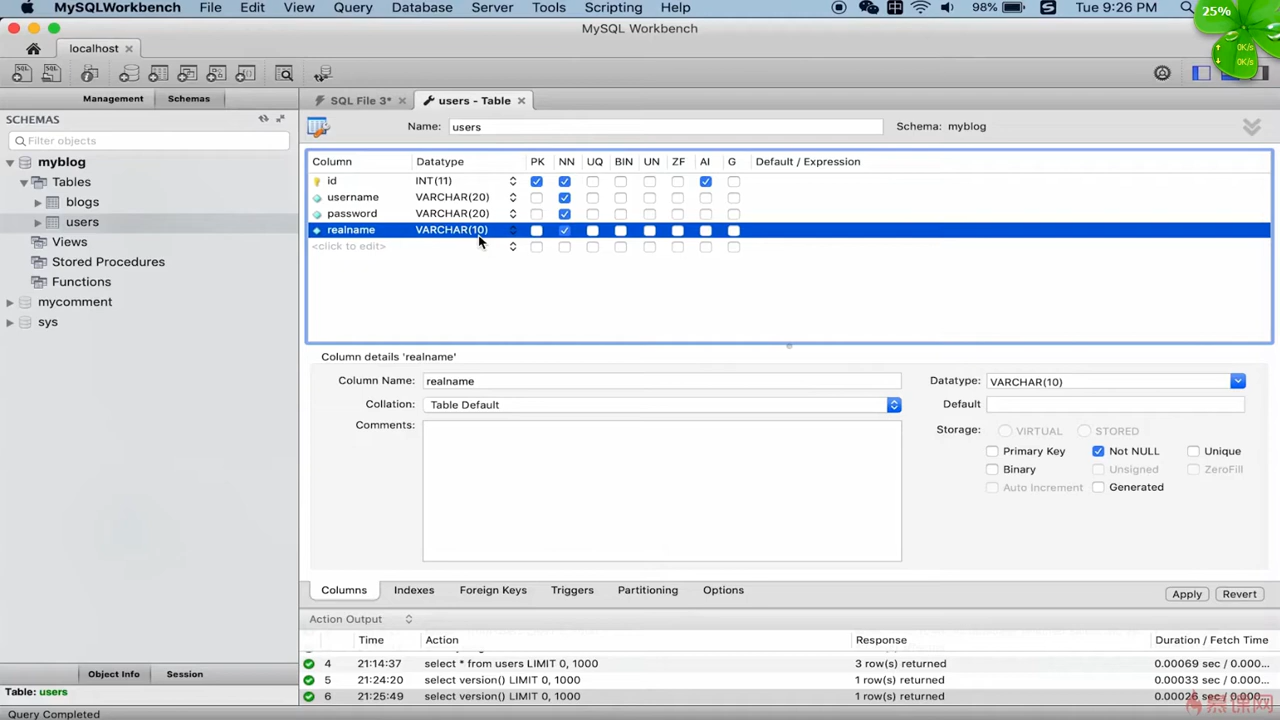 MySQLWorkbench File Edit View Query Database Server Tools Scripting Help 98% Tue 9:26 PM
25%
MySQL Workbench
0K/s
0K/s
localhost
Management Schemas
SQL File 3* users - Table
SCHEMAS
Filter objects
Name: users Schema: myblog
myblog
Tables
blogs
users
Views
Stored Procedures
Functions
mycomment
sys
Column Datatype PK NN UQ BIN UN ZF AI G Default / Expression
id INT(11)
username VARCHAR(20)
password VARCHAR(20)
realname VARCHAR(10)
<click to edit>
Column details 'realname'
Column Name: realname Datatype: VARCHAR(10)
Collation: Table Default Default
Comments: Storage: VIRTUAL STORED
Primary Key Not NULL Unique
Binary Unsigned ZeroFill
Auto Increment Generated
Columns Indexes Foreign Keys Triggers Partitioning Options Apply Revert
Action Output
Time Action Response Duration / Fetch Time
4 21:14:37 select * from users LIMIT 0, 1000 3 row(s) returned 0.00069 sec / 0.000...
5 21:24:20 select version() LIMIT 0, 1000 1 row(s) returned 0.00033 sec / 0.000...
6 21:25:49 select version() LIMIT 0, 1000 1 row(s) returned 0.00026 sec / 0.000...
Object Info Session
Table: users
Query Completed
慕课网